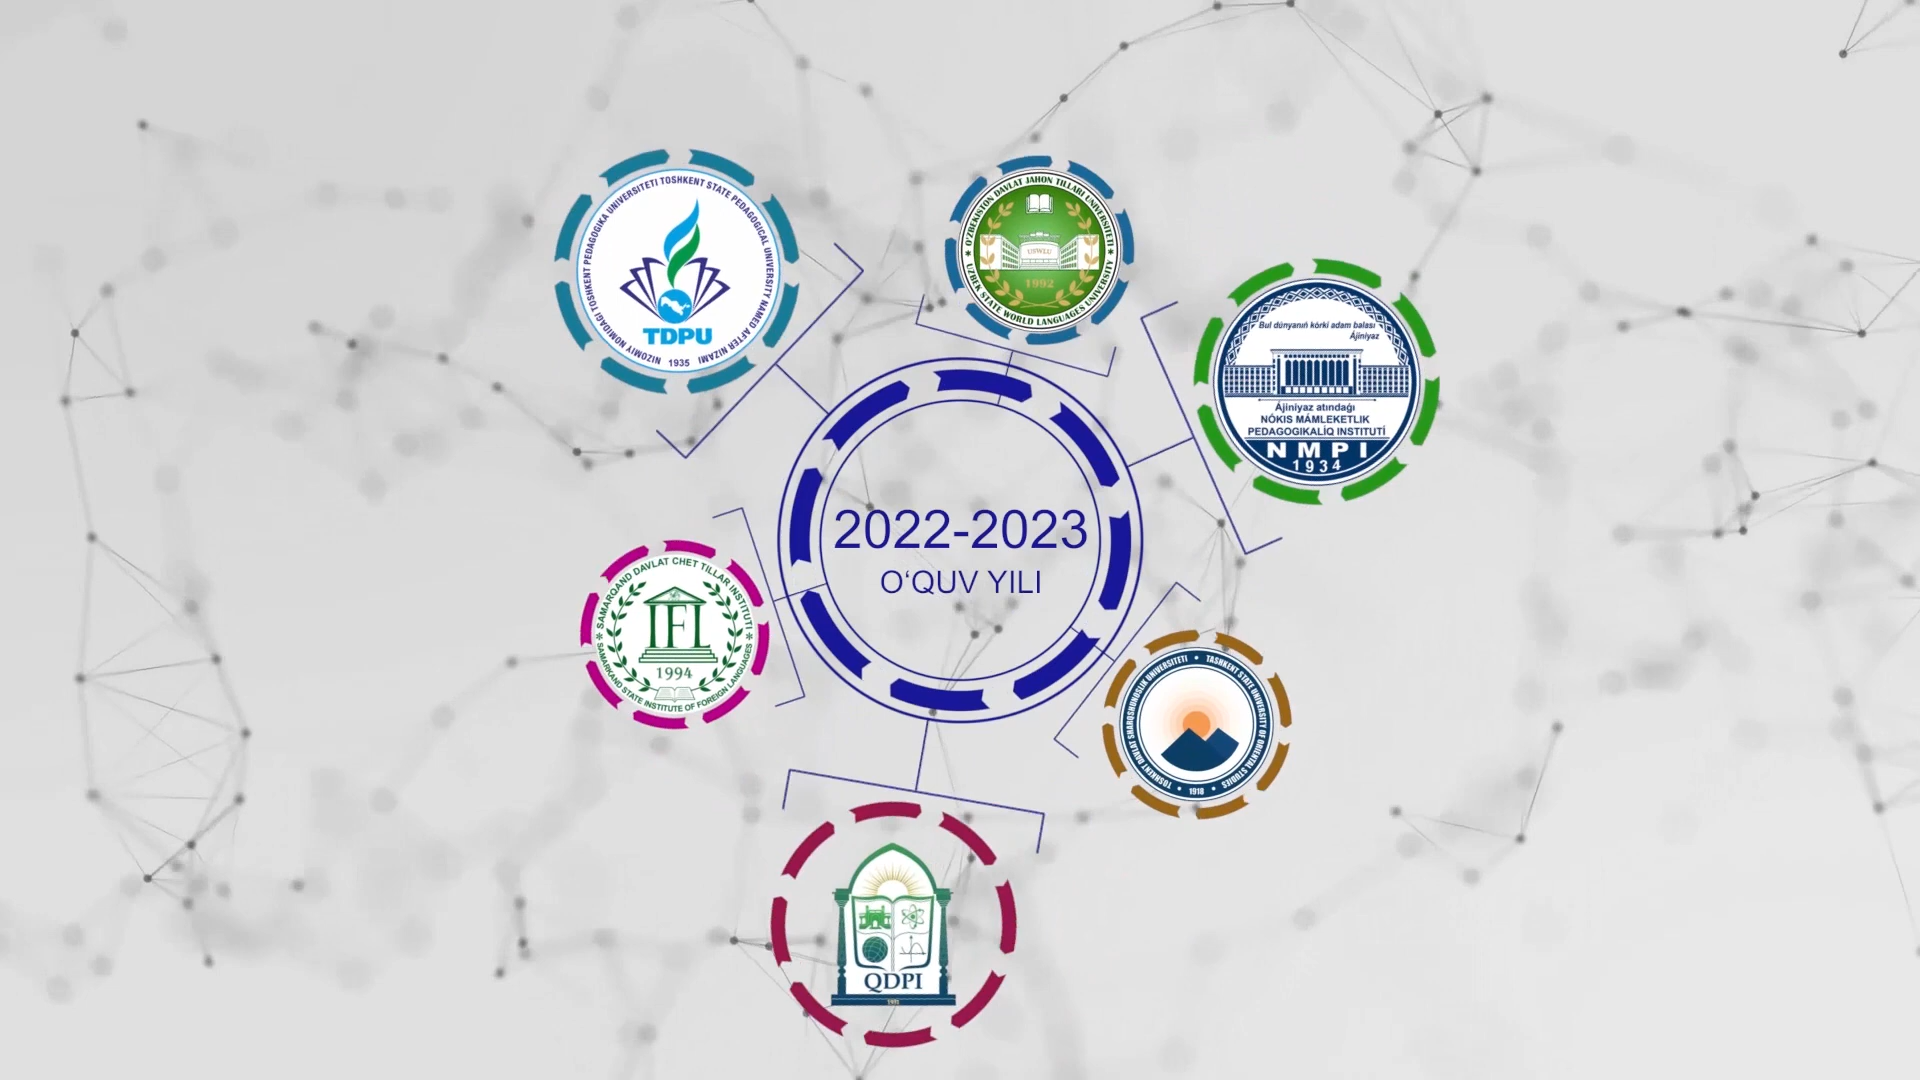 NIZOMIY NOMIDAGI TOSHKENT PEDAGOGIKA UNIVERSITETI TOSHKENT STATE PEDAGOGICAL UNIVERSITY NAMED AFTER NIZAMI
TDPU
1935
O‘ZBEKISTON DAVLAT JAHON TILLARI UNIVERSITETI
USWLU
1992
UZBEK STATE WORLD LANGUAGES UNIVERSITY
Bul dúnyanıń kórki adam balası
Ájiniyaz
Ájiniyaz atındaǵı
NÓKIS MÁMLEKETLIK
PEDAGOGIKALÍQ INSTITUTÍ
NMPI
1934
2022-2023
O‘QUV YILI
SAMARQAND DAVLAT CHET TILLAR INSTITUTI
IFL
1994
SAMARKAND STATE INSTITUTE OF FOREIGN LANGUAGES
TOSHKENT DAVLAT SHARQSHUNOSLIK UNIVERSITETI • TASHKENT STATE UNIVERSITY OF ORIENTAL STUDIES
• 1918 •
QDPI
1931